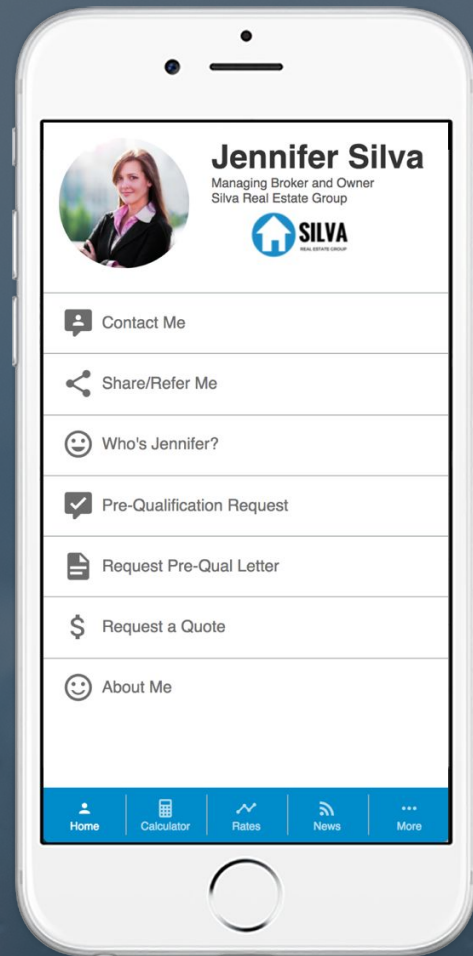 Jennifer Silva
Managing Broker and Owner
Silva Real Estate Group
SILVA
REAL ESTATE GROUP
Contact Me
Share/Refer Me
Who's Jennifer?
Pre-Qualification Request
Request Pre-Qual Letter
Request a Quote
About Me
Home Calculator Rates News More